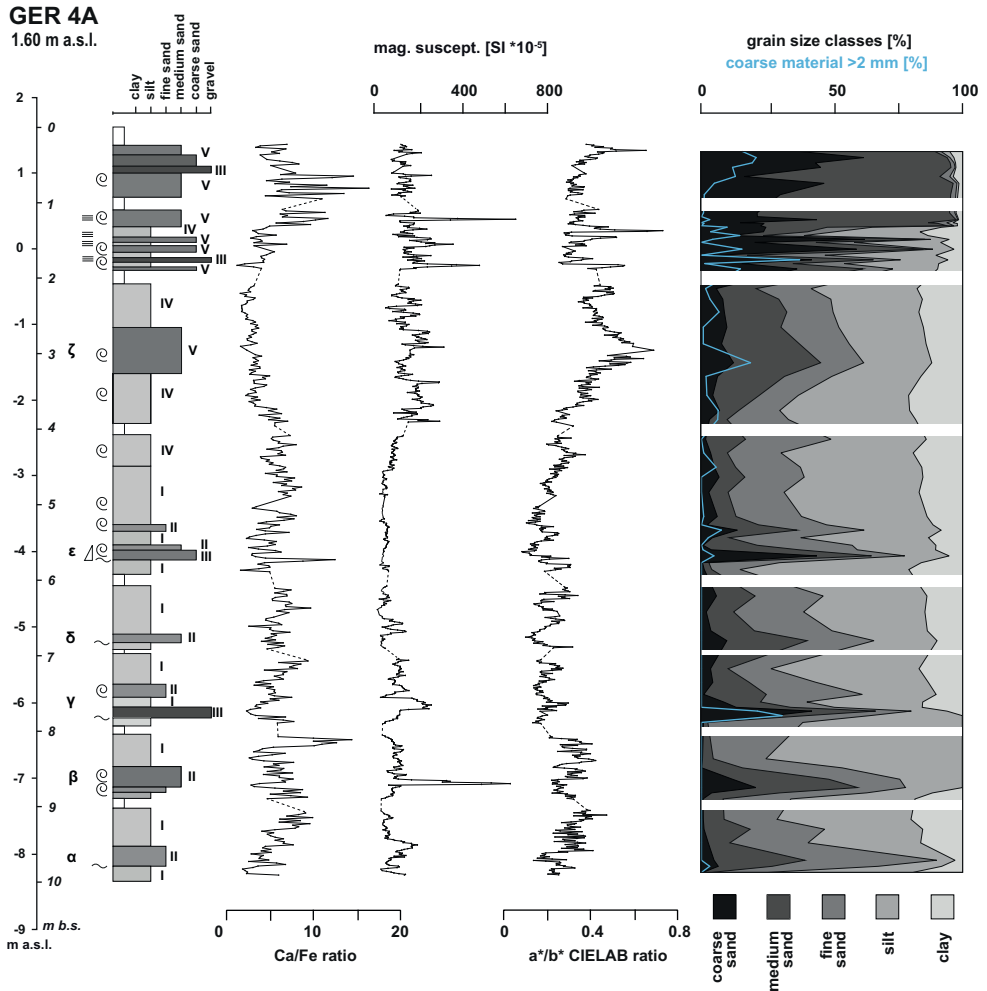 GER 4A
1.60 m a.s.l.
clay
silt
fine sand
medium sand
coarse sand
gravel
mag. suscept. [SI *10-5]
0 400 800
grain size classes [%]
coarse material >2 mm [%]
0 50 100
2
1
0
-1
-2
-3
-4
-5
-6
-7
-8
-9
m a.s.l.
0
1
2
3
4
5
6
7
8
9
10
m b.s.
V
III
V
V
IV
V
V
III
V
IV
ζ
V
IV
IV
I
II
I
II
ε
III
I
I
δ
II
I
II
γ
I
III
I
β
II
I
α
II
I
0 10 20
Ca/Fe ratio
0 0.4 0.8
a*/b* CIELAB ratio
coarse sand
medium sand
fine sand
silt
clay